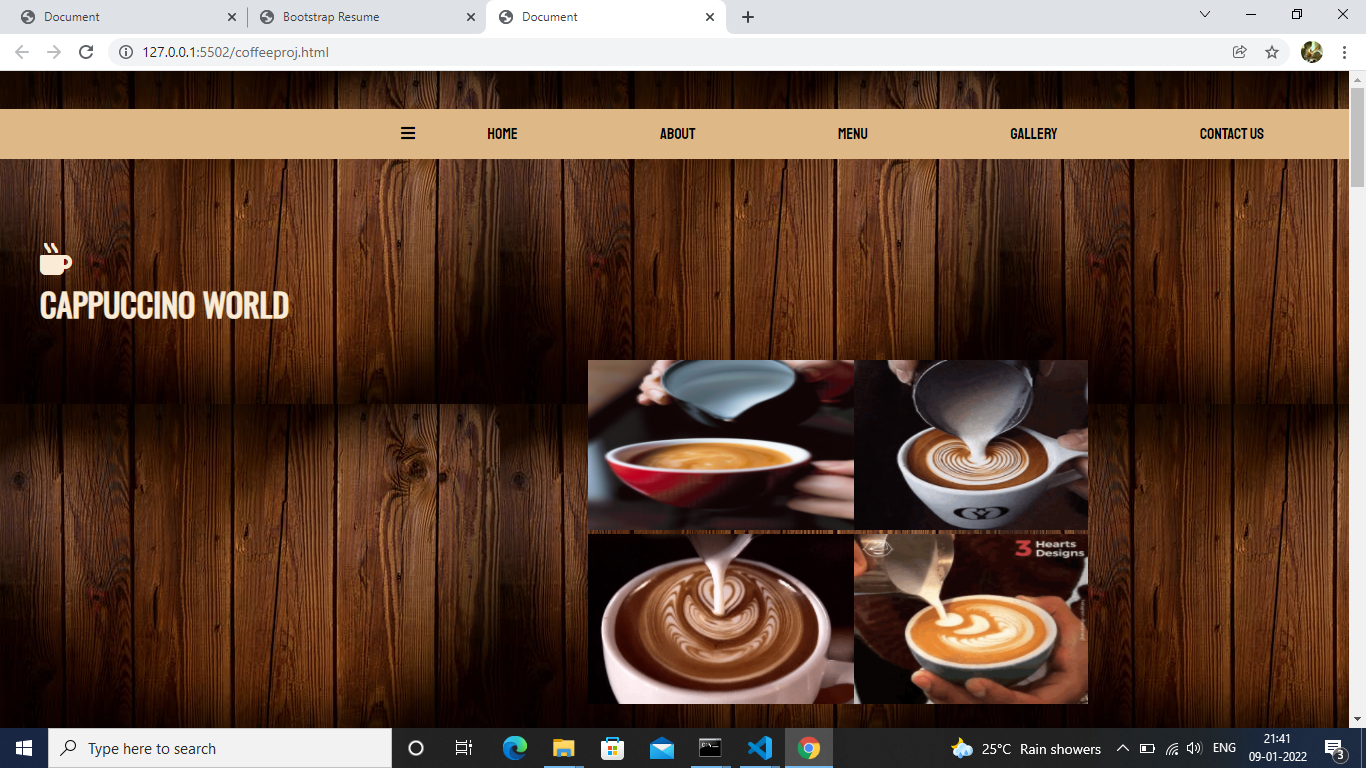 Document
Bootstrap Resume
Document
127.0.0.1:5502/coffeeproj.html
HOME
ABOUT
MENU
GALLERY
CONTACT US
CAPPUCCINO WORLD
3 Hearts
Designs
Type here to search
25°C Rain showers
ENG
21:41
09-01-2022
3